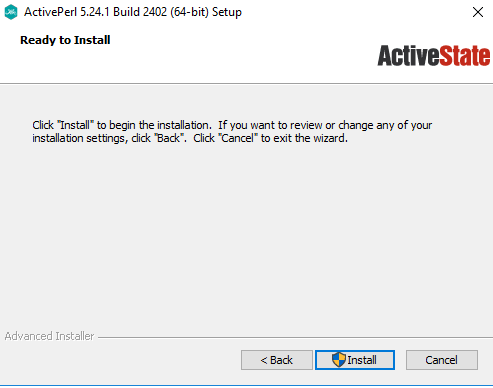 ActivePerl 5.24.1 Build 2402 (64-bit) Setup
Ready to Install
ActiveState
Click "Install" to begin the installation. If you want to review or change any of your
installation settings, click "Back". Click "Cancel" to exit the wizard.
Advanced Installer
< Back
Install
Cancel